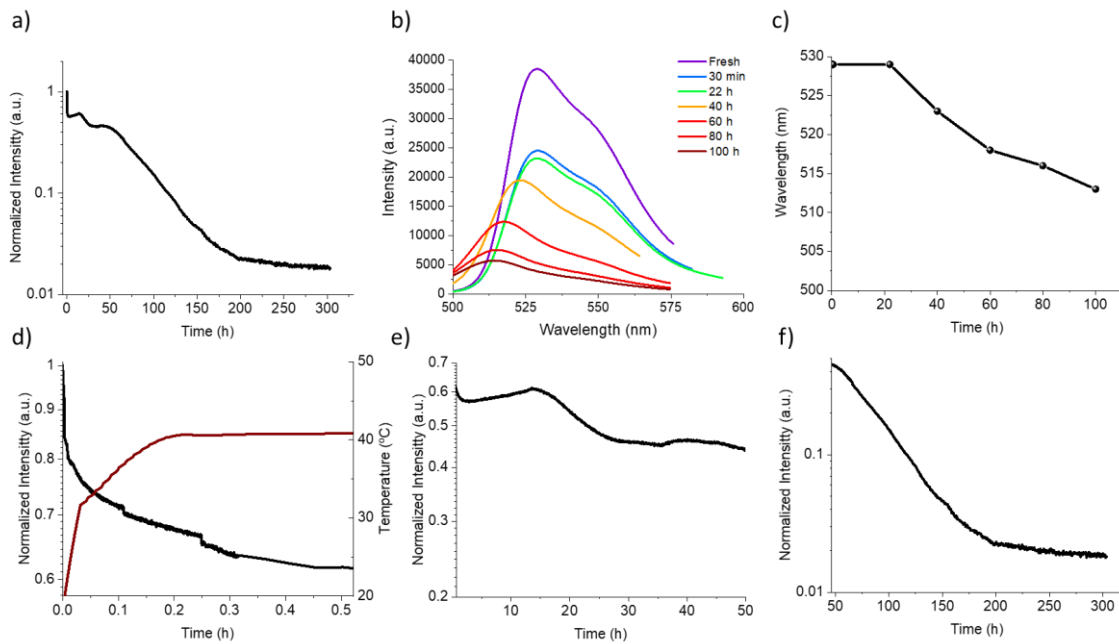 a)
1
0.1
0.01
0 50 100 150 200 250 300
Time (h)
Normalized Intensitty (a.u.)
b)
40000
35000
30000
25000
20000
15000
10000
5000
0
500 525 550 575 600
Wavelength (nm)
Intensity (a.u.)
Fresh
30 min
22 h
40 h
60 h
80 h
100 h
c)
530
525
520
515
510
505
500
0 20 40 60 80 100
Time (h)
Wavelength (nm)
d)
1
0.9
0.8
0.7
0.6
0.0 0.1 0.2 0.3 0.4 0.5
Time (h)
Normalized Intensitty (a.u.)
50
40
30
20
Temperature (ºC)
e)
0.7
0.6
0.5
0.4
0.3
0.2
10 20 30 40 50
Time (h)
Normalized Intensitty (a.u.)
f)
0.1
0.01
50 100 150 200 250 300
Time (h)
Normalized Intensitty (a.u.)